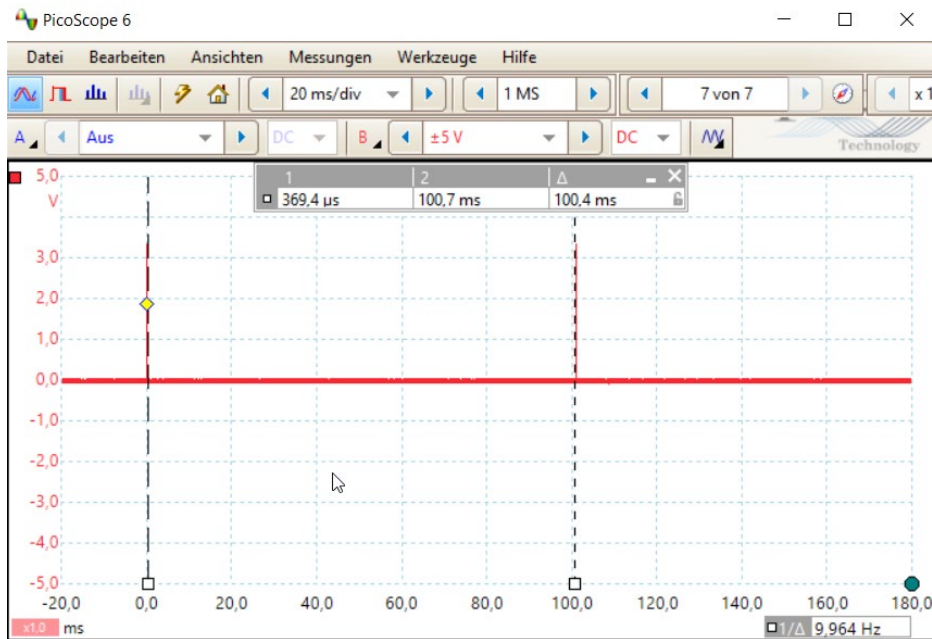 PicoScope 6
Datei Bearbeiten Ansichten Messungen Werkzeuge Hilfe
20 ms/div 1 MS 7 von 7 x 1
A Aus DC B ±5 V DC
Technology
1 2 Δ
369,4 µs 100,7 ms 100,4 ms
5,0
V
3,0
2,0
1,0
0,0
-1,0
-2,0
-3,0
-4,0
-5,0
-20,0 0,0 20,0 40,0 60,0 80,0 100,0 120,0 140,0 160,0 180,0
x1,0 ms 1/Δ 9,964 Hz